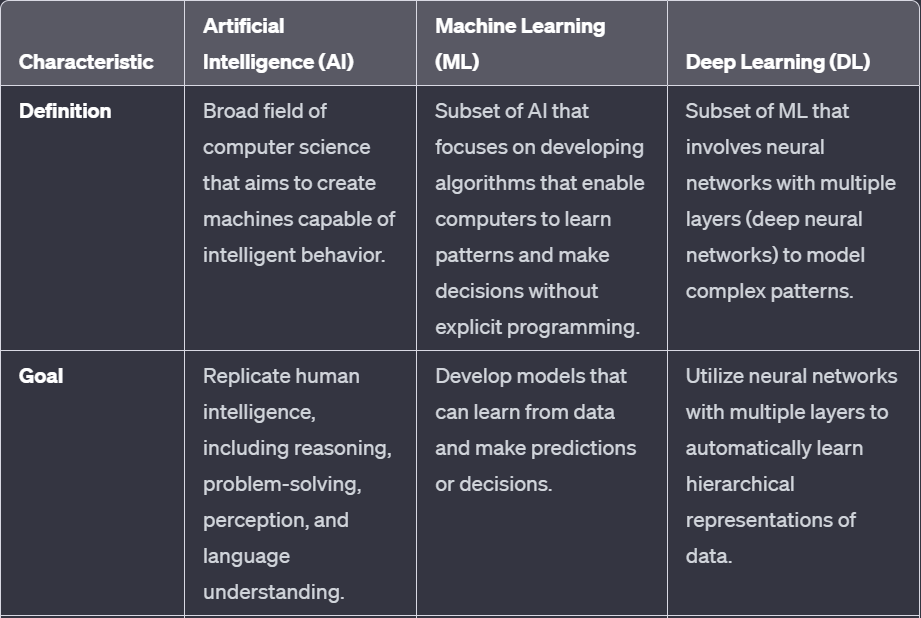 Characteristic
Artificial
Intelligence (AI)
Machine Learning
(ML)
Deep Learning (DL)
Definition
Broad field of
computer science
that aims to create
machines capable of
intelligent behavior.
Subset of AI that
focuses on developing
algorithms that enable
computers to learn
patterns and make
decisions without
explicit programming.
Subset of ML that
involves neural
networks with multiple
layers (deep neural
networks) to model
complex patterns.
Goal
Replicate human
intelligence,
including reasoning,
problem-solving,
perception, and
language
understanding.
Develop models that
can learn from data
and make predictions
or decisions.
Utilize neural networks
with multiple layers to
automatically learn
hierarchical
representations of
data.